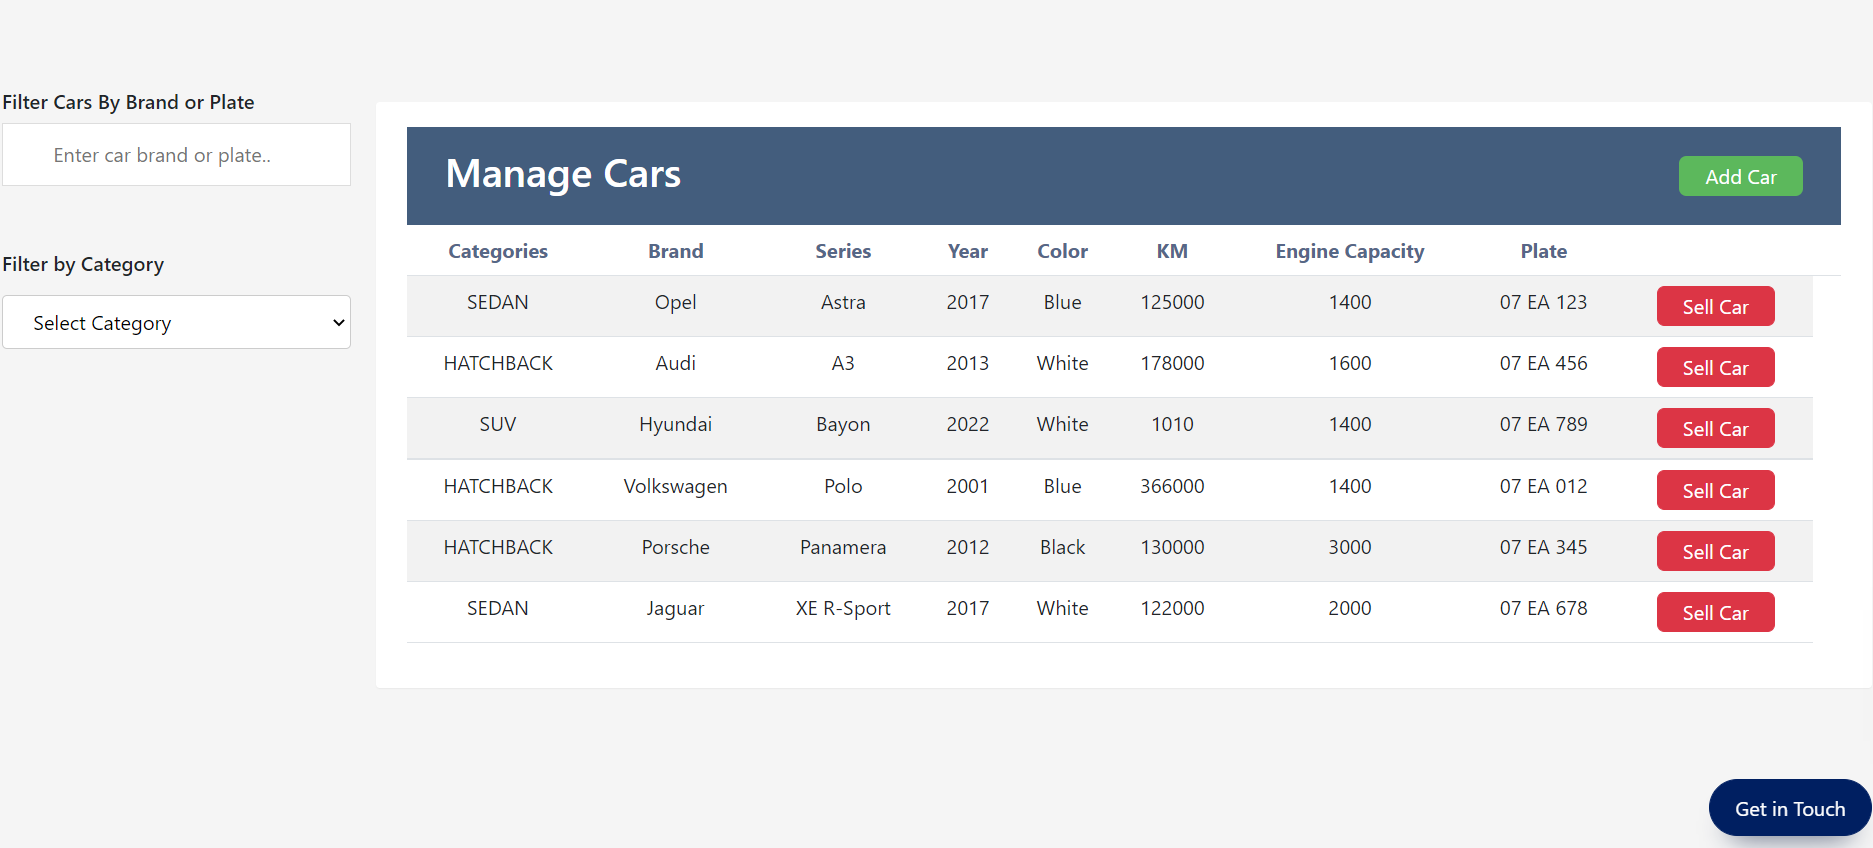 Filter Cars By Brand or Plate
Enter car brand or plate..
Filter by Category
Select Category
Manage Cars
Add Car
Categories Brand Series Year Color KM Engine Capacity Plate
SEDAN Opel Astra 2017 Blue 125000 1400 07 EA 123 Sell Car
HATCHBACK Audi A3 2013 White 178000 1600 07 EA 456 Sell Car
SUV Hyundai Bayon 2022 White 1010 1400 07 EA 789 Sell Car
HATCHBACK Volkswagen Polo 2001 Blue 366000 1400 07 EA 012 Sell Car
HATCHBACK Porsche Panamera 2012 Black 130000 3000 07 EA 345 Sell Car
SEDAN Jaguar XE R-Sport 2017 White 122000 2000 07 EA 678 Sell Car
Get in Touch